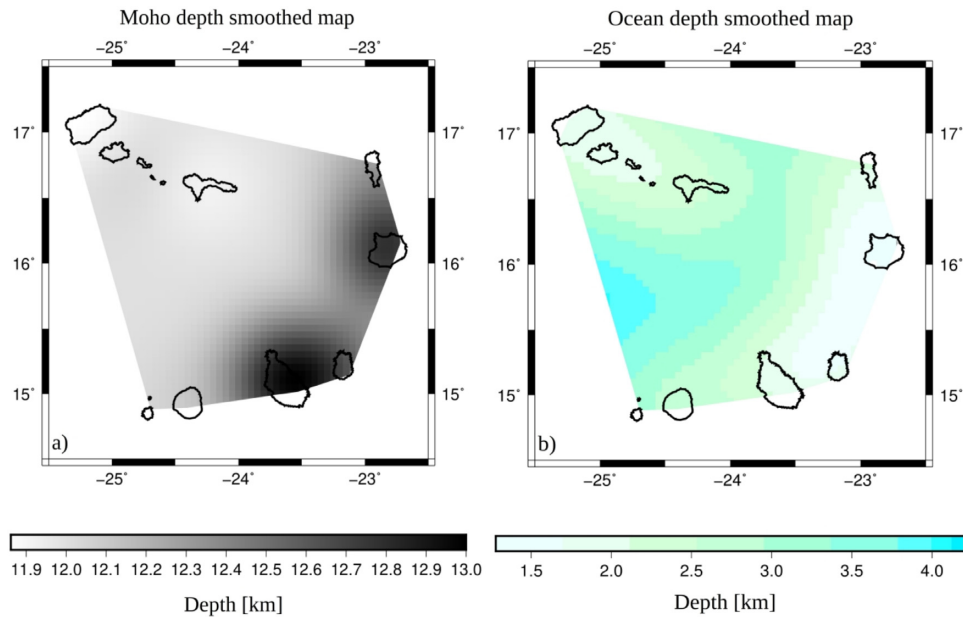 Moho depth smoothed map
Ocean depth smoothed map
−25˚ −24˚ −23˚
−25˚ −24˚ −23˚
17˚ 17˚ 17˚
16˚ 16˚ 16˚
15˚ 15˚ 15˚
a)
b)
−25˚ −24˚ −23˚
−25˚ −24˚ −23˚
11.9 12.0 12.1 12.2 12.3 12.4 12.5 12.6 12.7 12.8 12.9 13.0
1.5 2.0 2.5 3.0 3.5 4.0
Depth [km]
Depth [km]